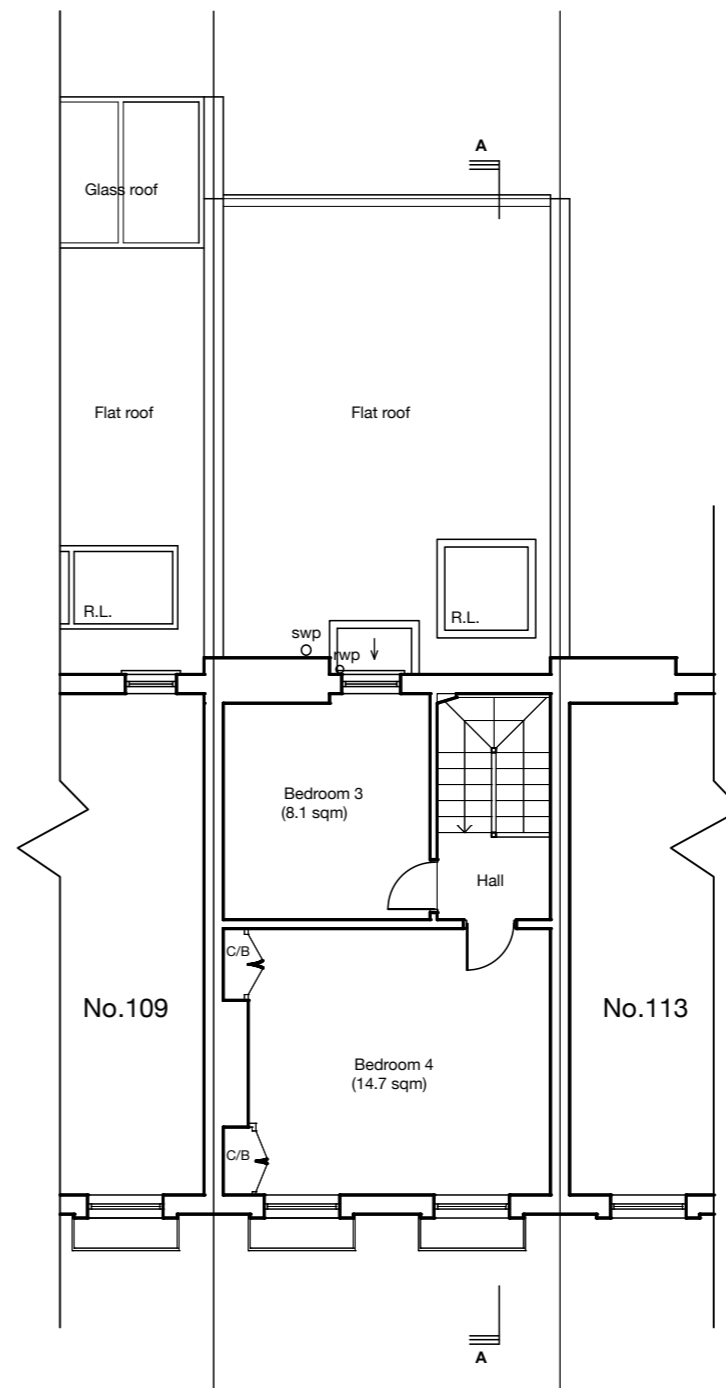 A
Glass roof
Flat roof
Flat roof
R.L.
R.L.
swp
rwp
Bedroom 3
(8.1 sqm)
Hall
C/B
No.109
No.113
Bedroom 4
(14.7 sqm)
C/B
A